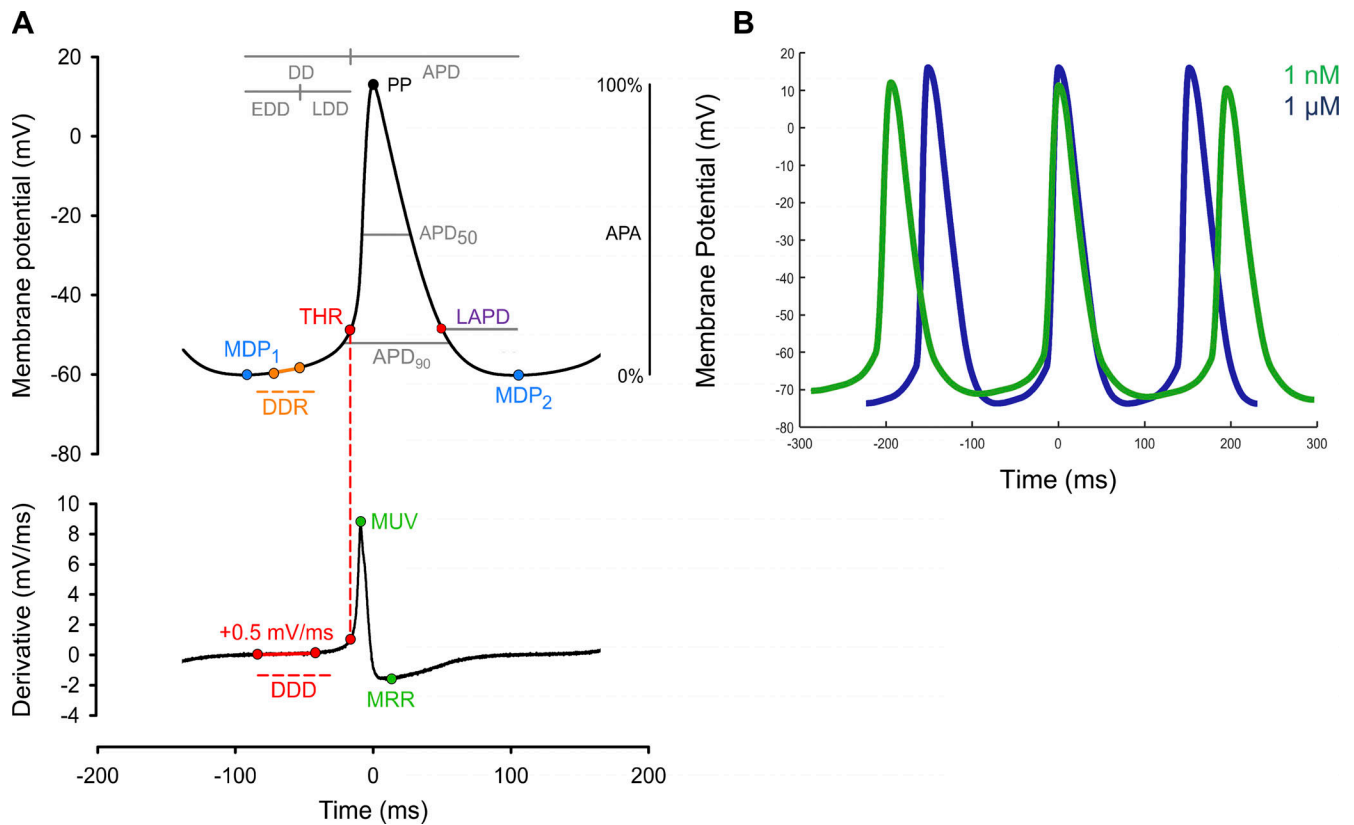 A
20
0
-20
-40
-60
-80
Membrane potential (mV)
DD
APD
EDD
LDD
PP
100%
APD50
APA
THR
LAPD
MDP1
APD90
0%
DDR
MDP2
10
8
6
4
2
0
-2
-4
Derivative (mV/ms)
MUV
+0.5 mV/ms
DDD
MRR
-200
-100
0
100
200
Time (ms)
B
1 nM
1 µM
20
10
0
-10
-20
-30
-40
-50
-60
-70
-80
Membrane Potential (mV)
-300
-200
-100
0
100
200
300
Time (ms)